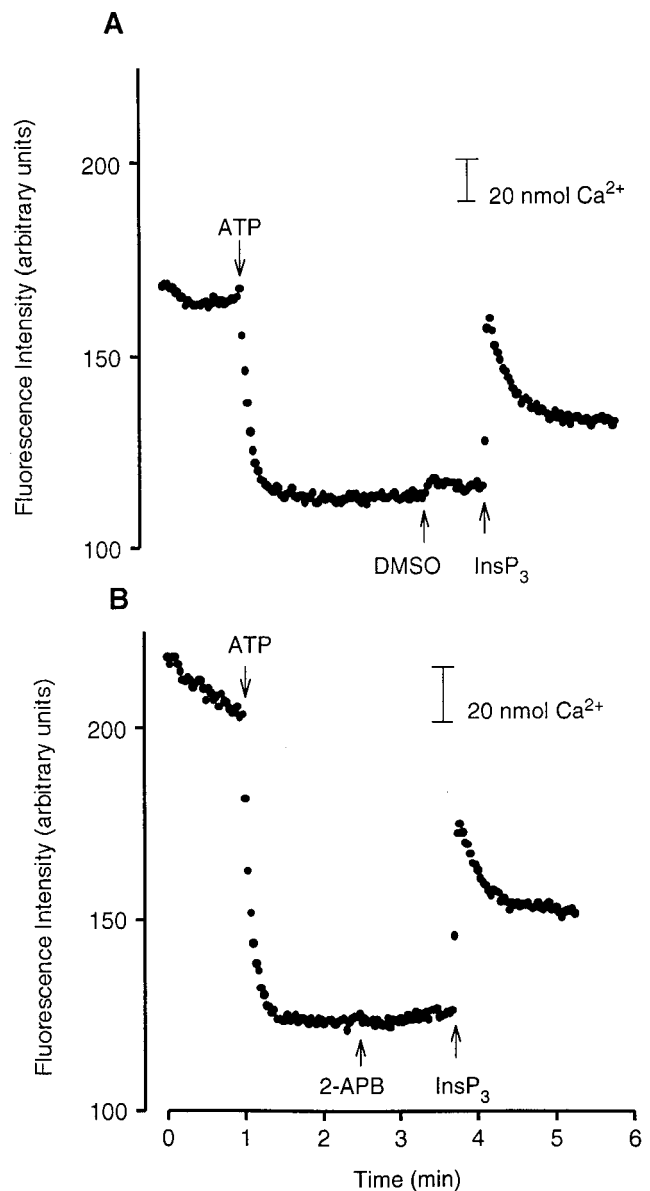 A
Fluorescence Intensity (arbitrary units)
200
150
100
ATP
20 nmol Ca²⁺
DMSO
InsP₃
B
Fluorescence Intensity (arbitrary units)
200
150
100
ATP
20 nmol Ca²⁺
2-APB
InsP₃
0 1 2 3 4 5 6
Time (min)